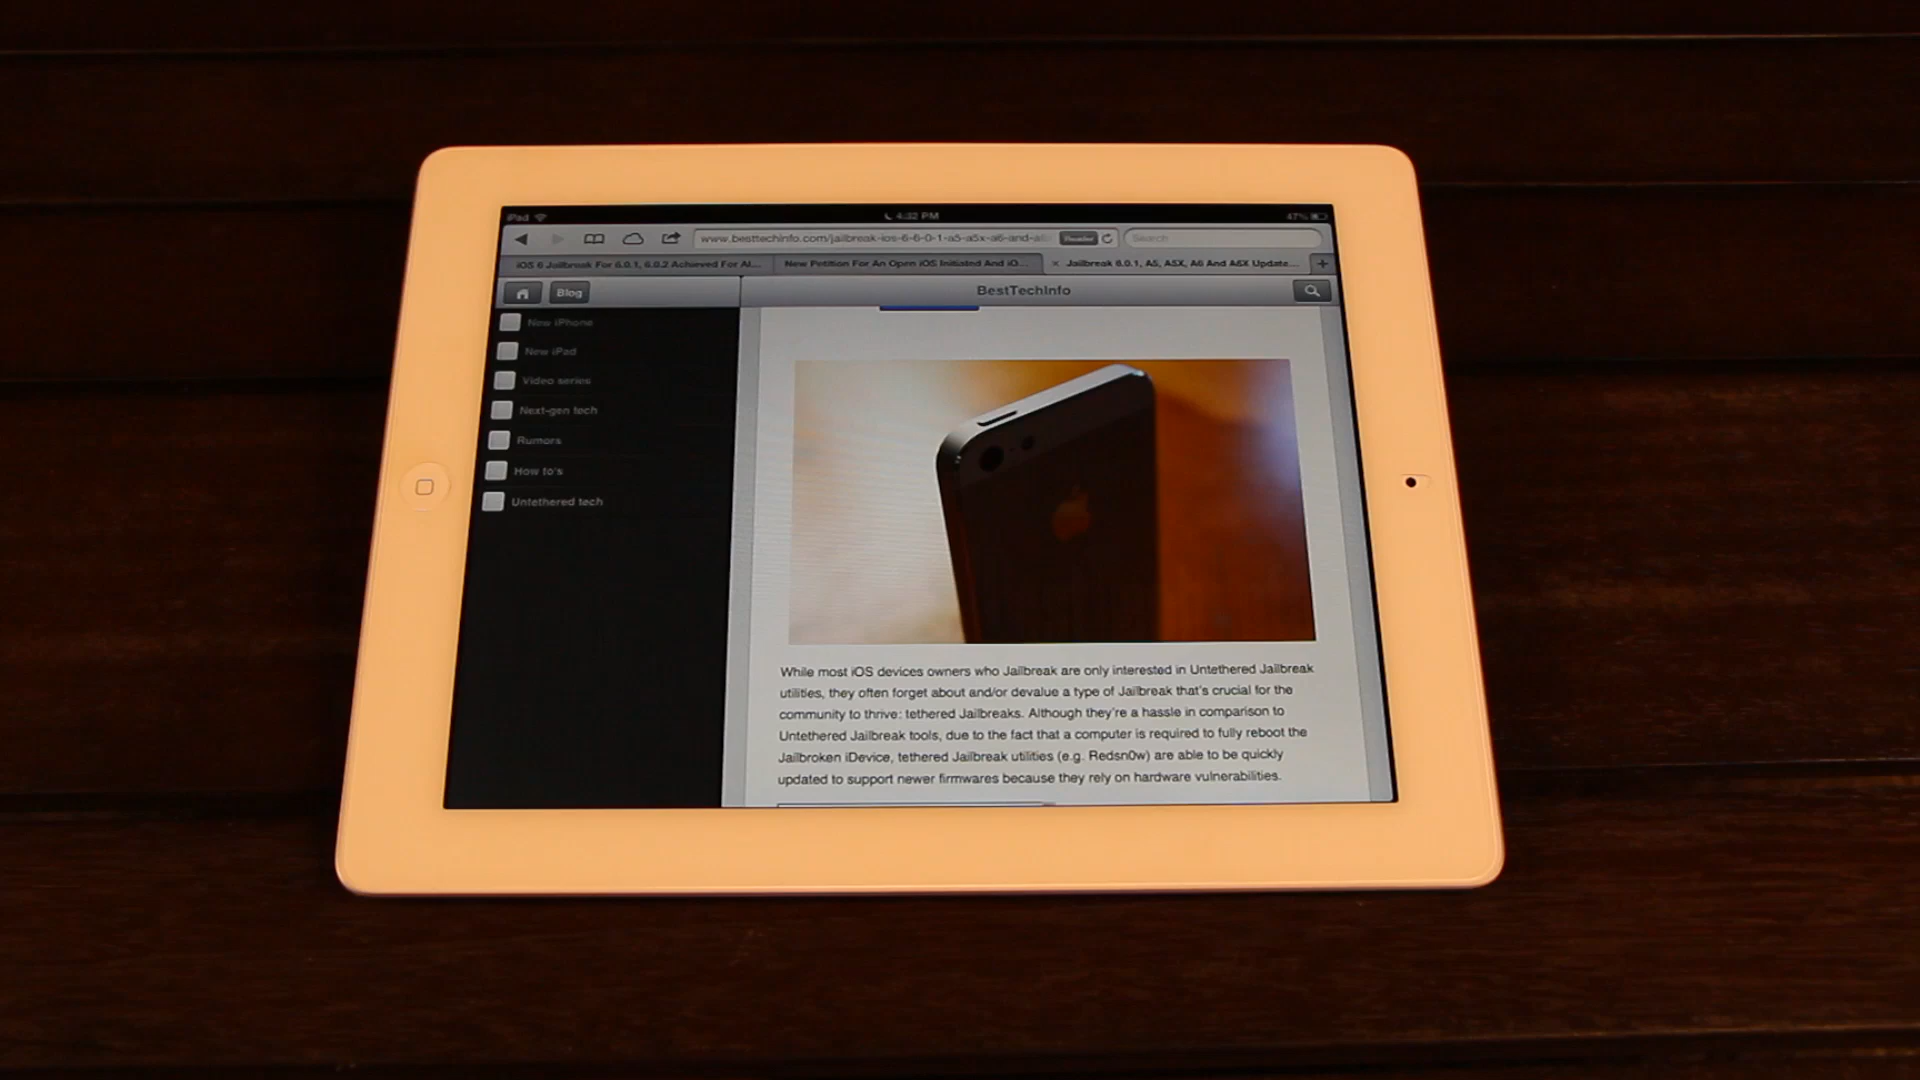 iPad
4:32 PM
47%
www.besttechinfo.com/jailbreak-ios-6-6-0-1-a5-a5x-a6-and-a6
Reader
Search
iOS 6 Jailbreak For 6.0.1, 6.0.2 Achieved For Al...
New Petition For An Open iOS Initiated And iO...
Jailbreak 6.0.1, A5, A5X, A6 And A6X Update...
Blog
BestTechInfo
New iPhone
New iPad
Video series
Next-gen tech
Rumors
How to's
Untethered tech
While most iOS devices owners who Jailbreak are only interested in Untethered Jailbreak
utilities, they often forget about and/or devalue a type of Jailbreak that's crucial for the
community to thrive: tethered Jailbreaks. Although they're a hassle in comparison to
Untethered Jailbreak tools, due to the fact that a computer is required to fully reboot the
Jailbroken iDevice, tethered Jailbreak utilities (e.g. Redsn0w) are able to be quickly
updated to support newer firmwares because they rely on hardware vulnerabilities.